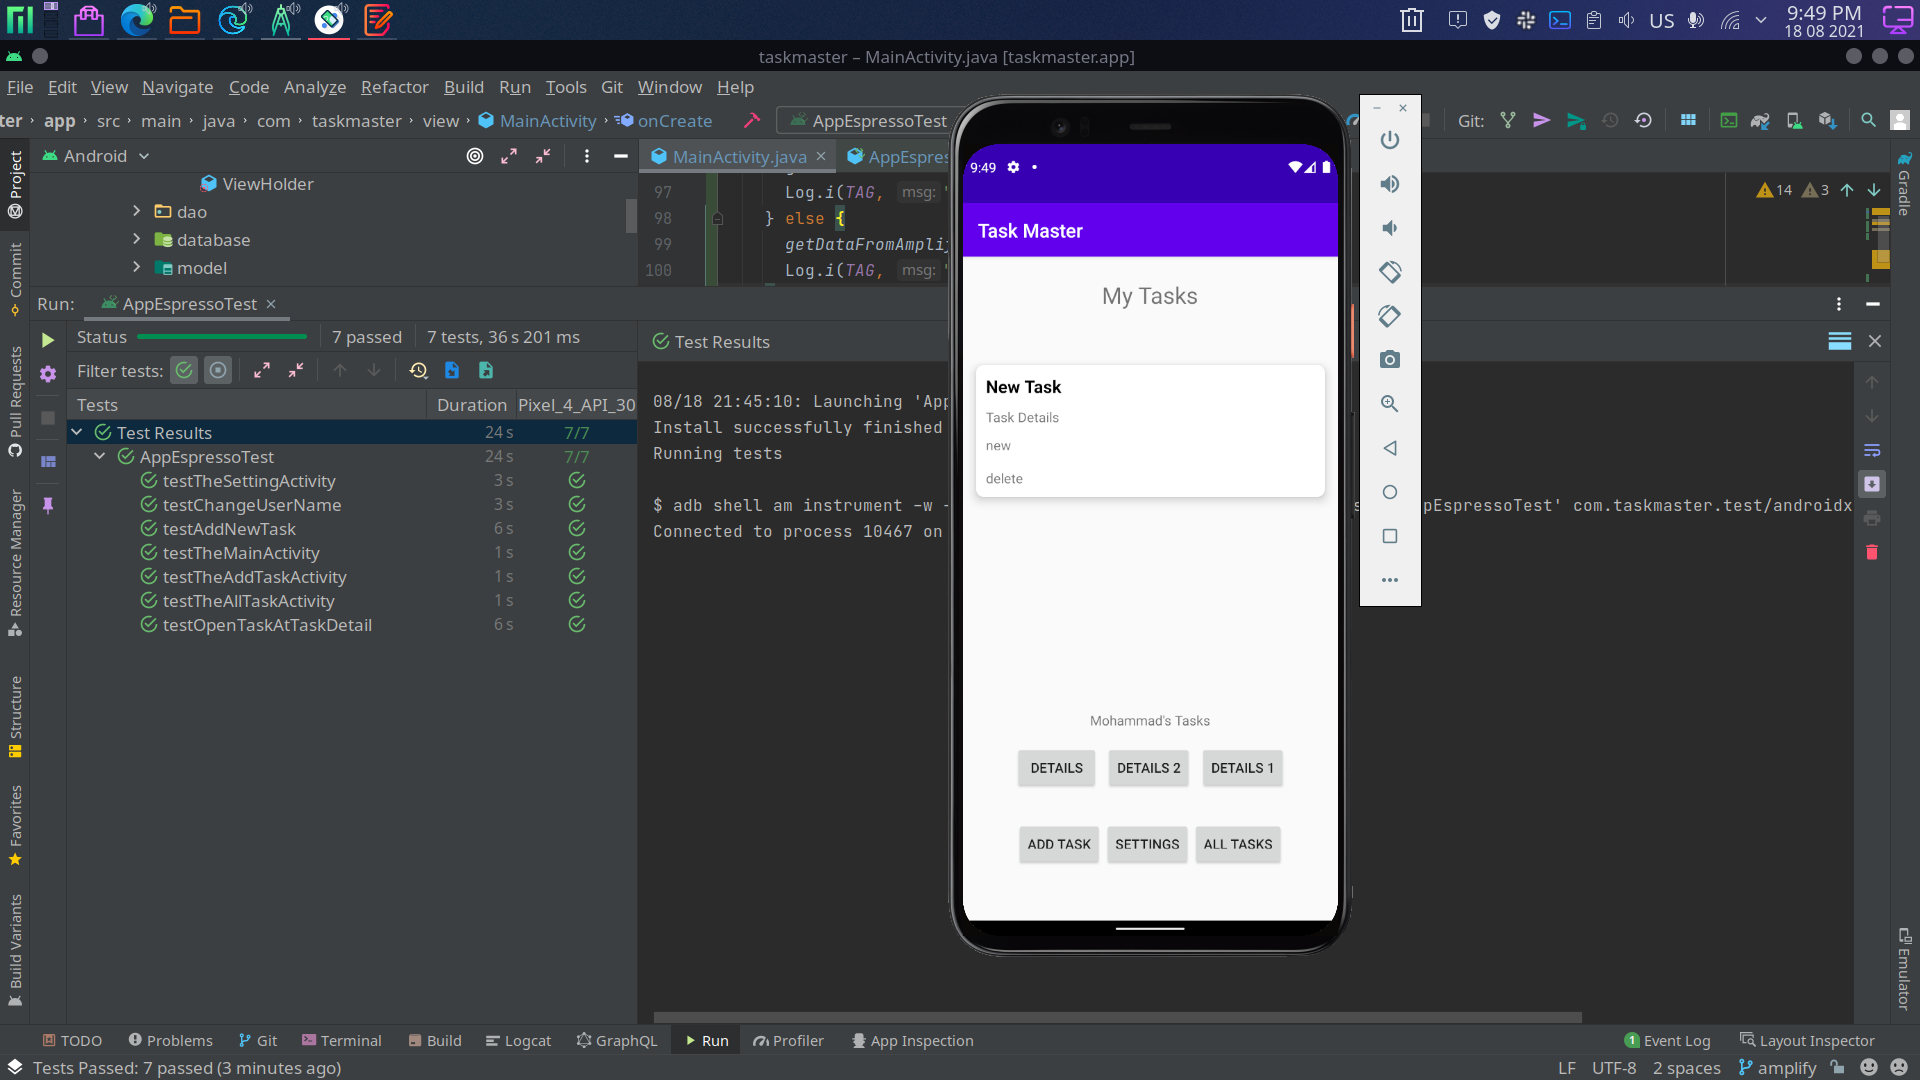 US
9:49 PM
18 08 2021
taskmaster – MainActivity.java [taskmaster.app]
File Edit View Navigate Code Analyze Refactor Build Run Tools Git Window Help
ter app src main java com taskmaster view MainActivity onCreate AppEspressoTest Git:
Android
MainActivity.java AppEspres
ViewHolder
dao
database
model
97 Log.i(TAG, msg: "
98 } else {
99 getDataFromAmpli
100 Log.i(TAG, msg: "
14 3
Project
Commit
Pull Requests
Resource Manager
Structure
Favorites
Build Variants
Gradle
Emulator
Run: AppEspressoTest
Status 7 passed 7 tests, 36 s 201 ms
Filter tests:
Tests Duration Pixel_4_API_30
Test Results 24 s 7/7
AppEspressoTest 24 s 7/7
testTheSettingActivity 3 s
testChangeUserName 3 s
testAddNewTask 6 s
testTheMainActivity 1 s
testTheAddTaskActivity 1 s
testTheAllTaskActivity 1 s
testOpenTaskAtTaskDetail 6 s
Test Results
08/18 21:45:10: Launching 'App
Install successfully finished
Running tests
$ adb shell am instrument -w - pEspressoTest' com.taskmaster.test/androidx
Connected to process 10467 on
9:49
Task Master
My Tasks
New Task
Task Details
new
delete
Mohammad's Tasks
DETAILS DETAILS 2 DETAILS 1
ADD TASK SETTINGS ALL TASKS
TODO Problems Git Terminal Build Logcat GraphQL Run Profiler App Inspection 1 Event Log Layout Inspector
Tests Passed: 7 passed (3 minutes ago) LF UTF-8 2 spaces amplify